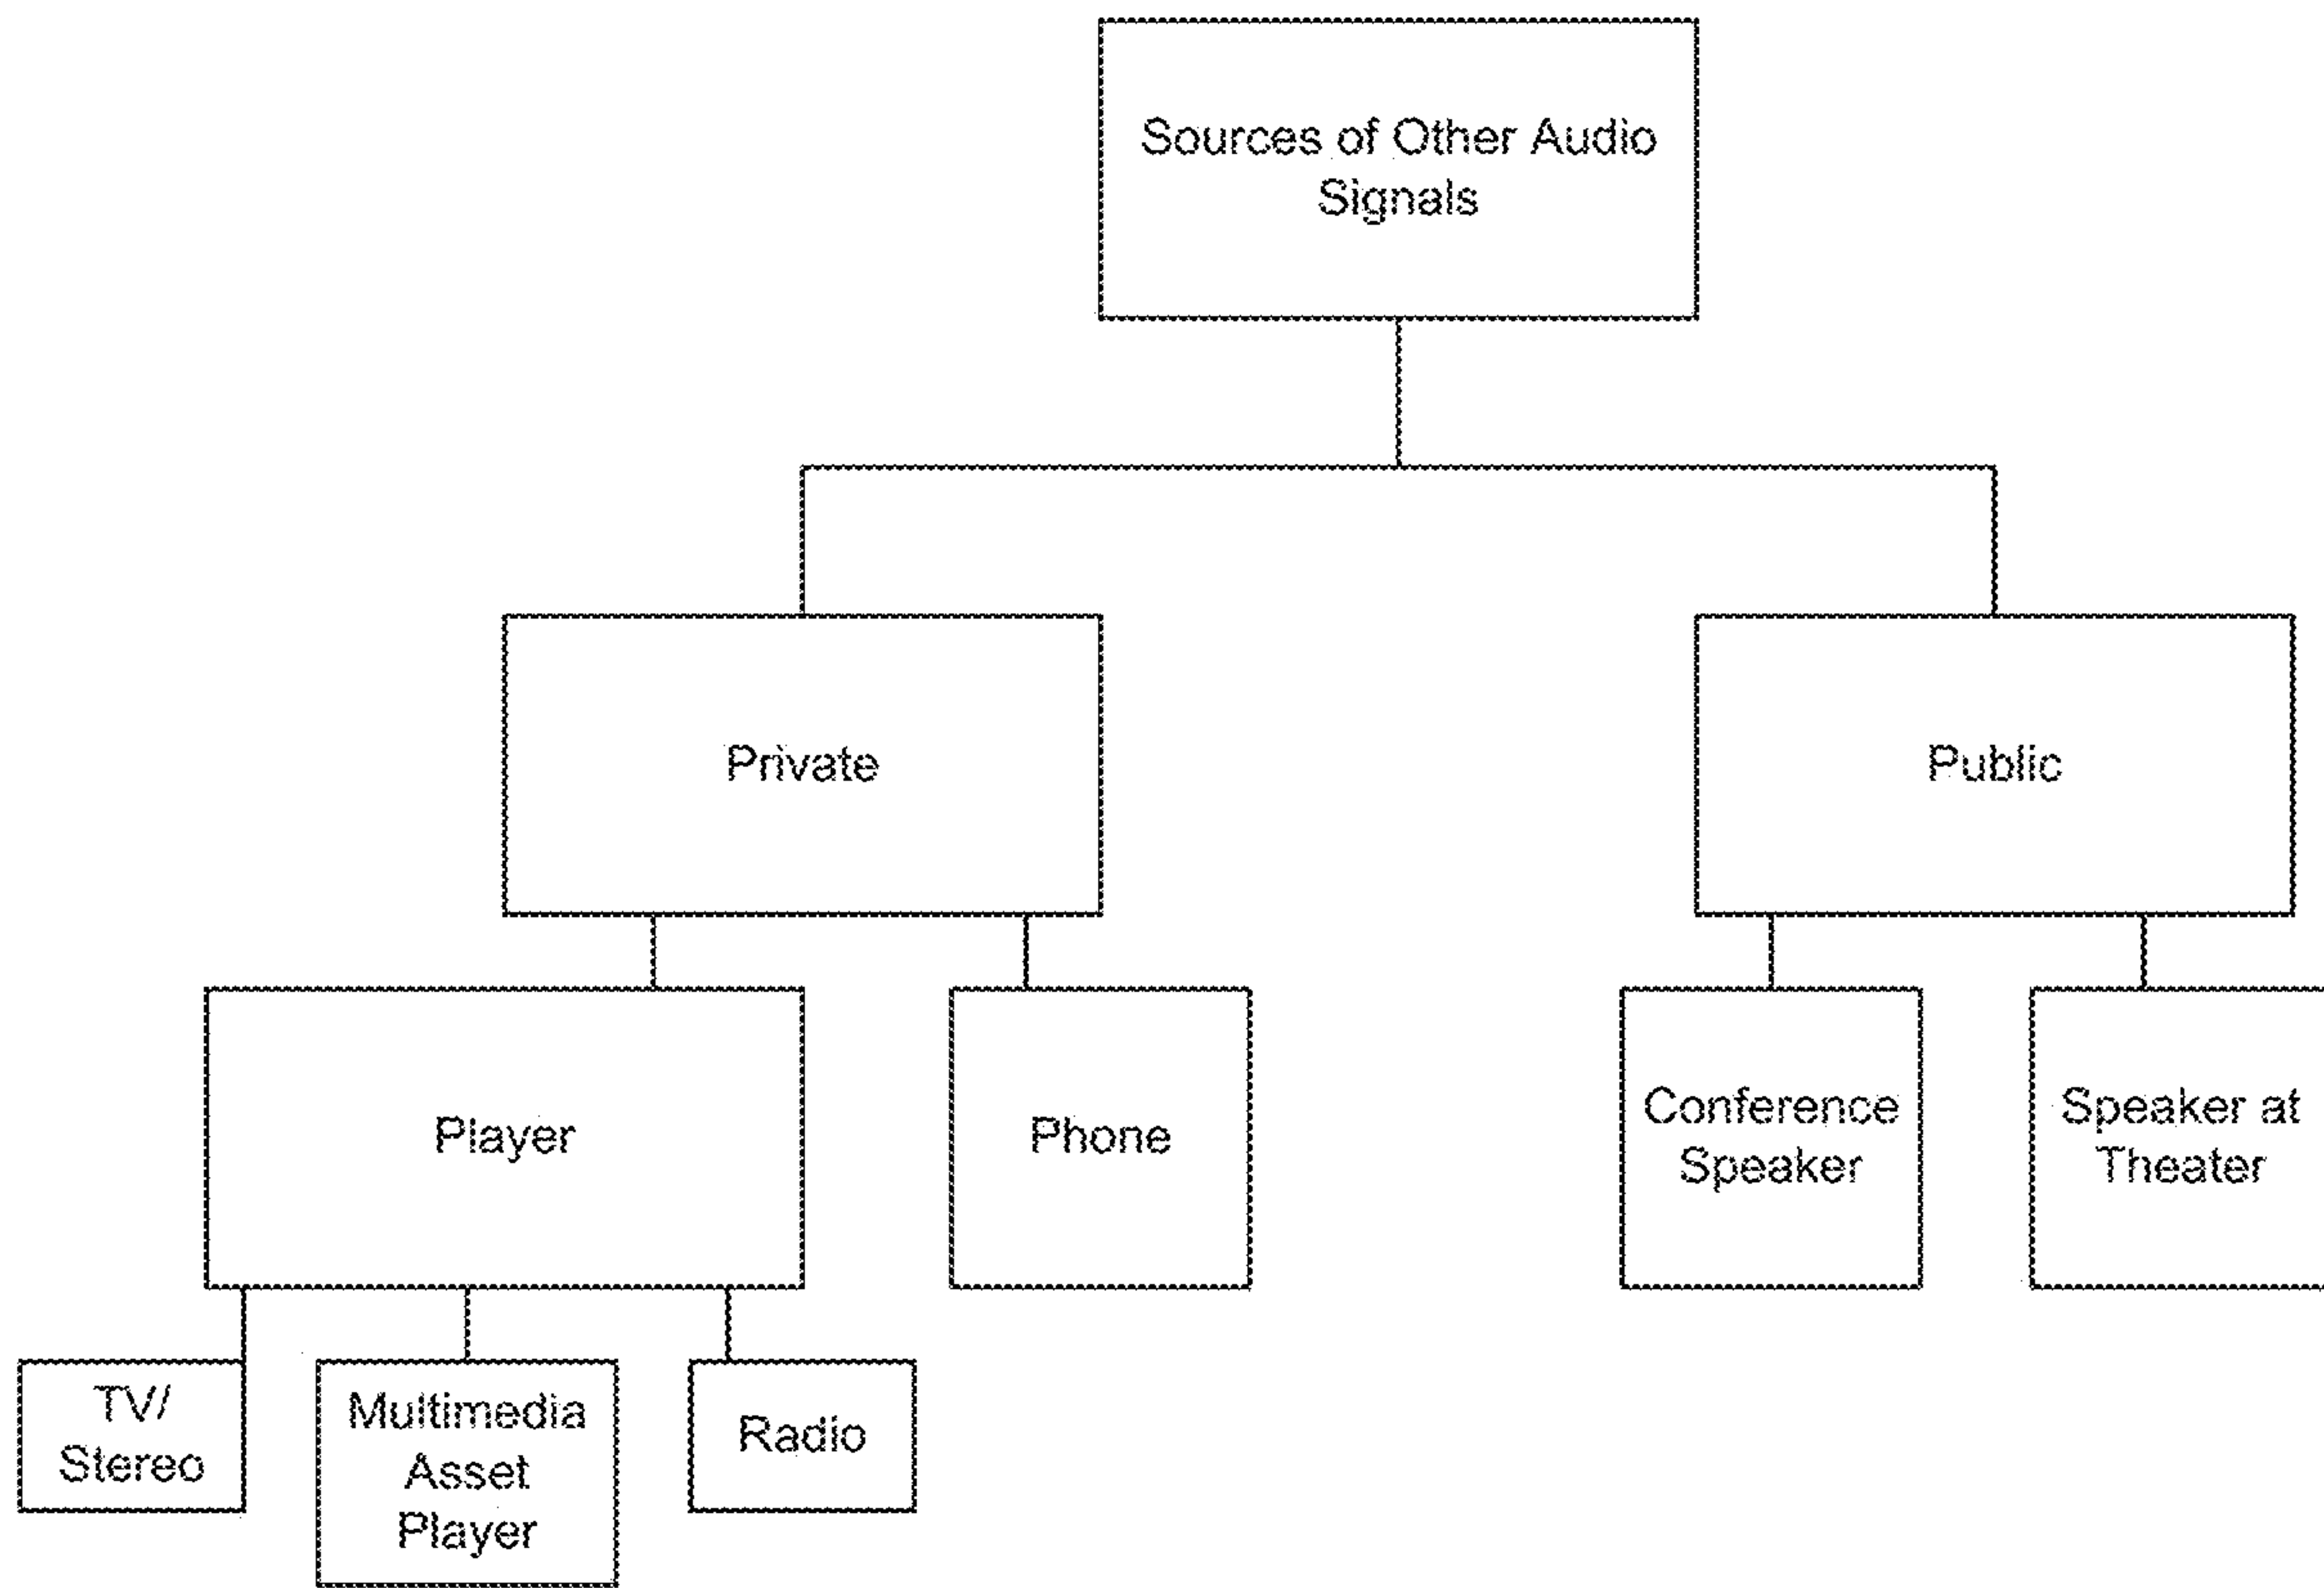 Sources of Other Audio
Signals
Private
Public
Player
Phone
Conference
Speaker
Speaker at
Theater
TV/
Stereo
Multimedia
Asset
Player
Radio